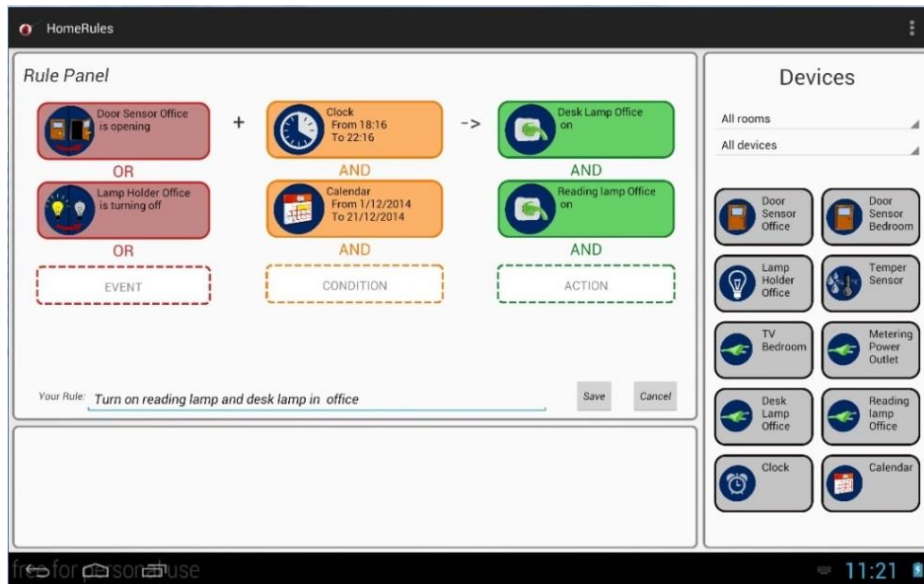 HomeRules
Rule Panel
Door Sensor Office
is opening
OR
Lamp Holder Office
is turning off
OR
EVENT
+
Clock
From 18:16
To 22:16
AND
Calendar
From 1/12/2014
To 21/12/2014
AND
CONDITION
->
Desk Lamp Office
on
AND
Reading lamp Office
on
AND
ACTION
Your Rule: Turn on reading lamp and desk lamp in office
Save
Cancel
Devices
All rooms
All devices
Door
Sensor
Office
Door
Sensor
Bedroom
Lamp
Holder
Office
Temper
Sensor
TV
Bedroom
Metering
Power
Outlet
Desk
Lamp
Office
Reading
lamp
Office
Clock
Calendar
free for personal use
11:21